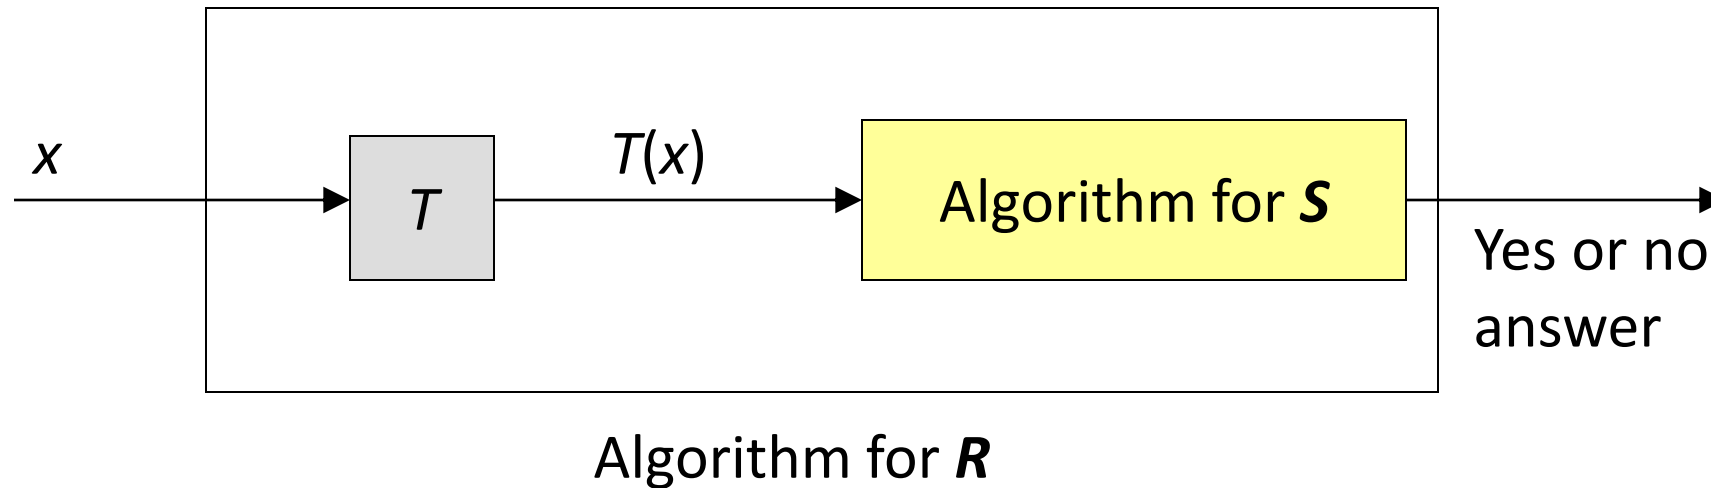 x
T
T(x)
Algorithm for S
Yes or no
answer
Algorithm for R